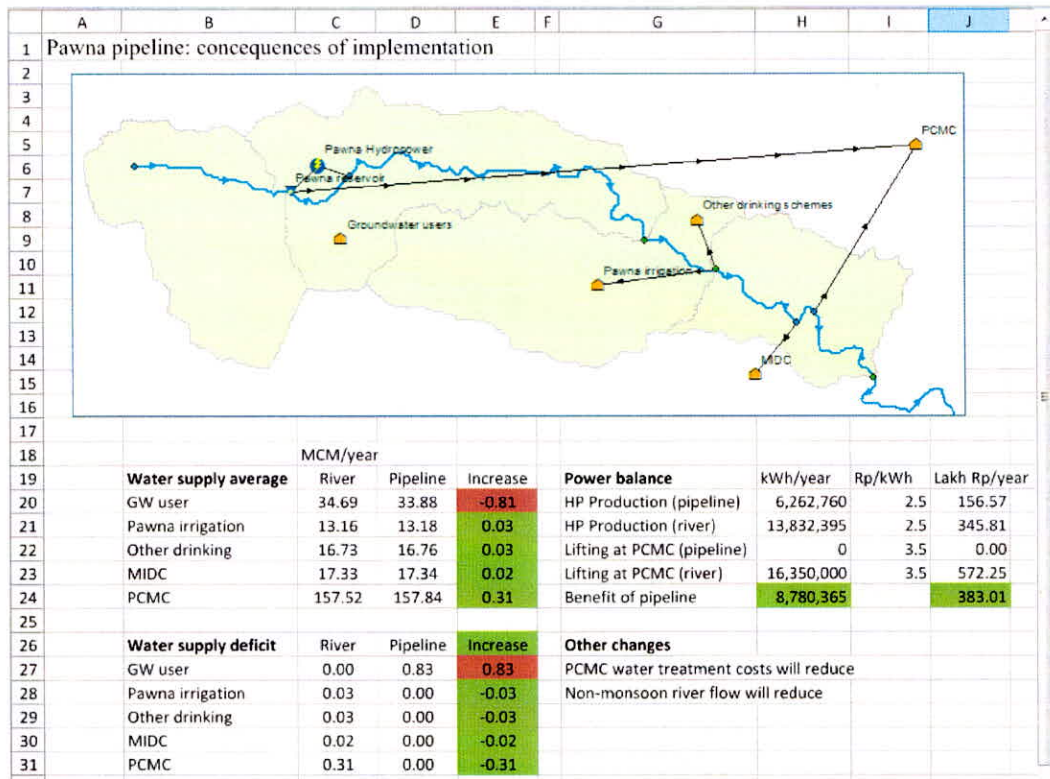 A B C D E F G H I J
1 Pawna pipeline: concequences of implementation
2
3
4
5 PCMC
6 Pawna Hydropower
7 Pawna reservoir
8 Other drinking schemes
9 Groundwater users
10
11 Pawna irrigation
12
13
14 MIDC
15
16
17
18 MCM/year
19 Water supply average River Pipeline Increase Power balance kWh/year Rp/kWh Lakh Rp/year
20 GW user 34.69 33.88 -0.81 HP Production (pipeline) 6,262,760 2.5 156.57
21 Pawna irrigation 13.16 13.18 0.03 HP Production (river) 13,832,395 2.5 345.81
22 Other drinking 16.73 16.76 0.03 Lifting at PCMC (pipeline) 0 3.5 0.00
23 MIDC 17.33 17.34 0.02 Lifting at PCMC (river) 16,350,000 3.5 572.25
24 PCMC 157.52 157.84 0.31 Benefit of pipeline 8,780,365 383.01
25
26 Water supply deficit River Pipeline Increase Other changes
27 GW user 0.00 0.83 0.83 PCMC water treatment costs will reduce
28 Pawna irrigation 0.03 0.00 -0.03 Non-monsoon river flow will reduce
29 Other drinking 0.03 0.00 -0.03
30 MIDC 0.02 0.00 -0.02
31 PCMC 0.31 0.00 -0.31